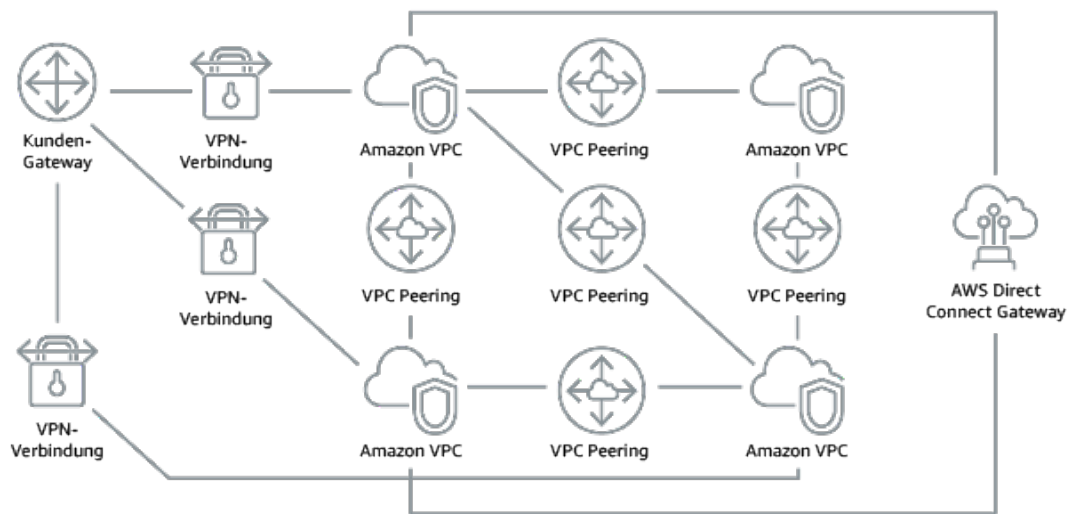 Kunden-
Gateway
VPN-
Verbindung
Amazon VPC
VPC Peering
Amazon VPC
VPN-
Verbindung
VPC Peering
VPC Peering
VPC Peering
AWS Direct
Connect Gateway
VPN-
Verbindung
Amazon VPC
VPC Peering
Amazon VPC